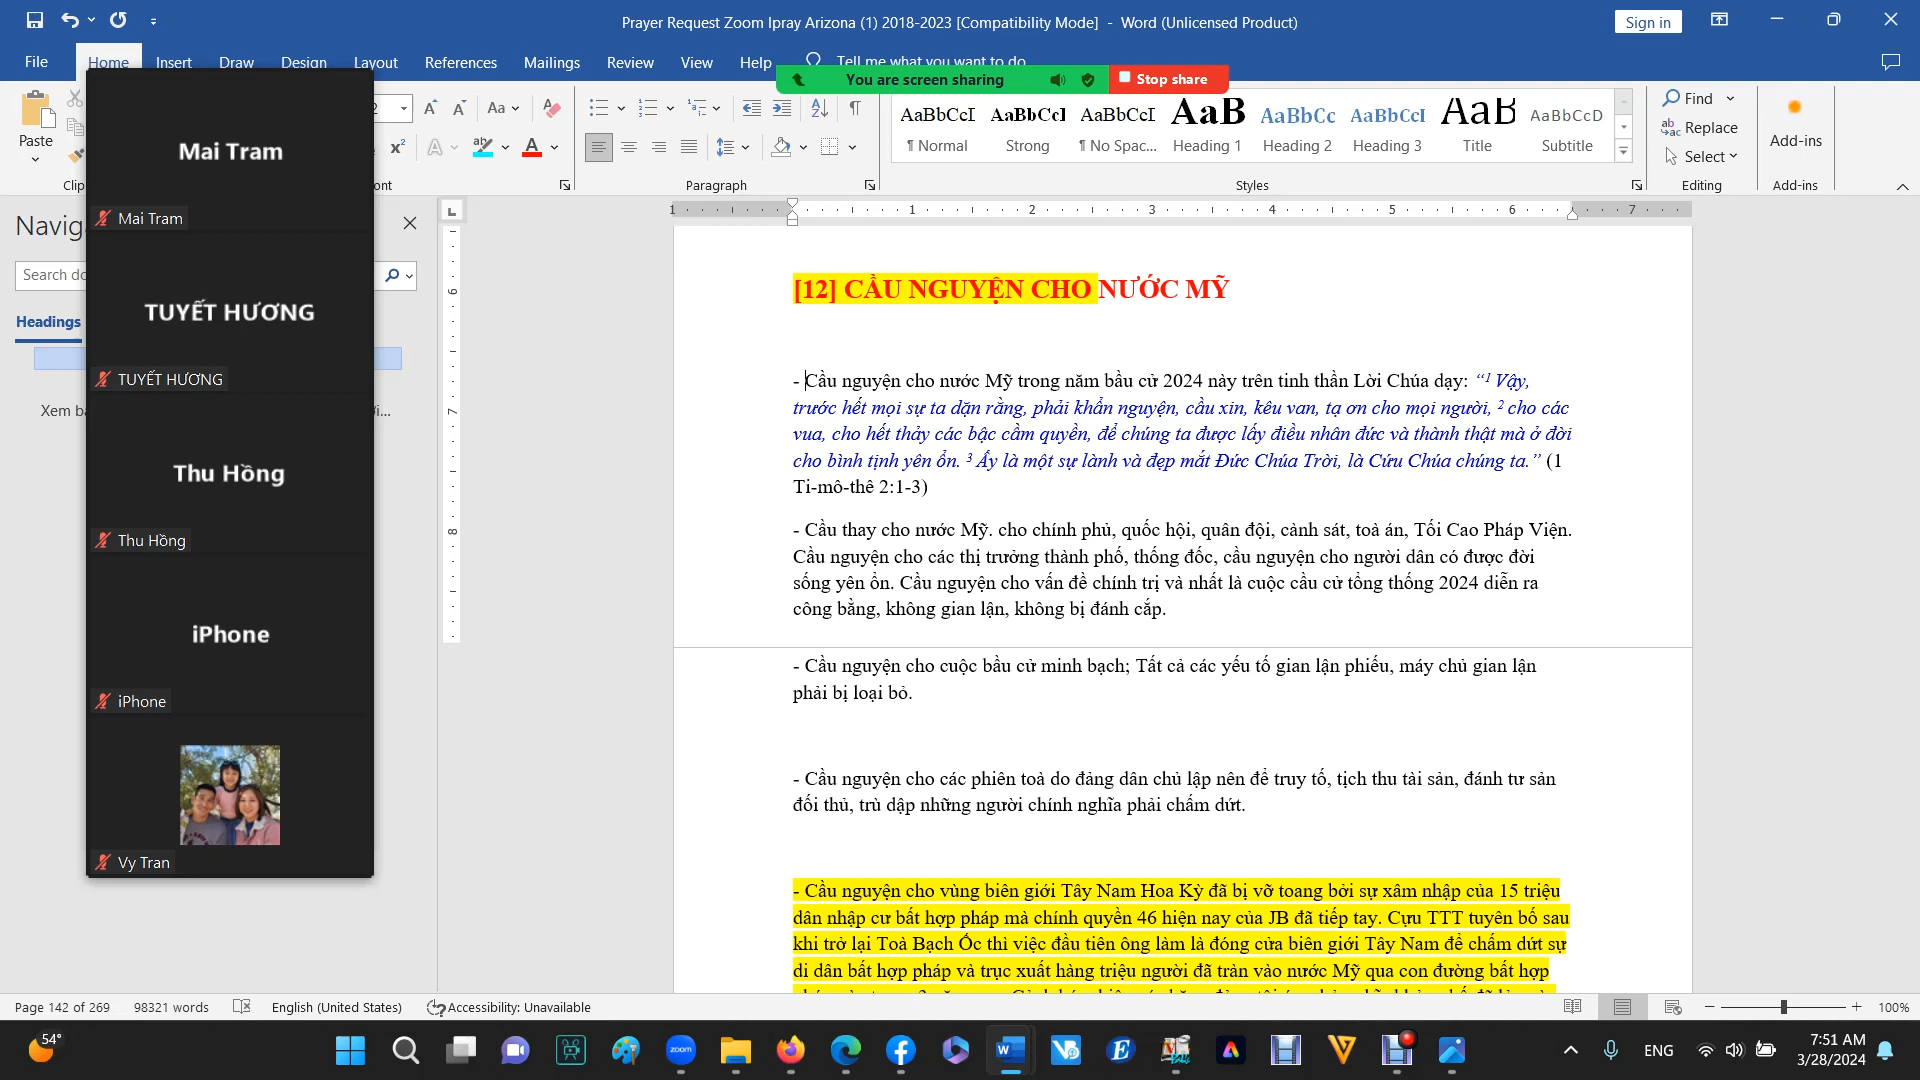 Prayer Request Zoom Ipray Arizona (1) 2018-2023 [Compatibility Mode] - Word (Unlicensed Product)
Sign in
File Home Insert Draw Design Layout References Mailings Review View Help Tell me what you want to do
You are screen sharing Stop share
Paste
Aa
Find
Replace
Select
Add-ins
AaBbCcI AaBbCcI AaBbCcI AaB AaBbCc AaBbCcI AaB AaBbCcD
¶ Normal Strong ¶ No Spac... Heading 1 Heading 2 Heading 3 Title Subtitle
Paragraph Styles Editing Add-ins
Mai Tram
Mai Tram
TUYẾT HƯƠNG
TUYẾT HƯƠNG
Thu Hồng
Thu Hồng
iPhone
iPhone
Vy Tran
Headings
1 1 2 3 4 5 6 7
6
7
8
[12] CẦU NGUYỆN CHO NƯỚC MỸ
- Cầu nguyện cho nước Mỹ trong năm bầu cử 2024 này trên tinh thần Lời Chúa dạy: “¹ Vậy,
trước hết mọi sự ta dặn rằng, phải khẩn nguyện, cầu xin, kêu van, tạ ơn cho mọi người, ² cho các
vua, cho hết thảy các bậc cầm quyền, để chúng ta được lấy điều nhân đức và thành thật mà ở đời
cho bình tịnh yên ổn. ³ Ấy là một sự lành và đẹp mắt Đức Chúa Trời, là Cứu Chúa chúng ta.” (1
Ti-mô-thê 2:1-3)
- Cầu thay cho nước Mỹ. cho chính phủ, quốc hội, quân đội, cảnh sát, toà án, Tối Cao Pháp Viện.
Cầu nguyện cho các thị trưởng thành phố, thống đốc, cầu nguyện cho người dân có được đời
sống yên ổn. Cầu nguyện cho vấn đề chính trị và nhất là cuộc cầu cử tổng thống 2024 diễn ra
công bằng, không gian lận, không bị đánh cắp.
- Cầu nguyện cho cuộc bầu cử minh bạch; Tất cả các yếu tố gian lận phiếu, máy chủ gian lận
phải bị loại bỏ.
- Cầu nguyện cho các phiên toà do đảng dân chủ lập nên để truy tố, tịch thu tài sản, đánh tư sản
đối thủ, trù dập những người chính nghĩa phải chấm dứt.
- Cầu nguyện cho vùng biên giới Tây Nam Hoa Kỳ đã bị vỡ toang bởi sự xâm nhập của 15 triệu
dân nhập cư bất hợp pháp mà chính quyền 46 hiện nay của JB đã tiếp tay. Cựu TTT tuyên bố sau
khi trở lại Toà Bạch Ốc thì việc đầu tiên ông làm là đóng cửa biên giới Tây Nam để chấm dứt sự
di dân bất hợp pháp và trục xuất hàng triệu người đã tràn vào nước Mỹ qua con đường bất hợp
Page 142 of 269 98321 words English (United States) Accessibility: Unavailable 100%
54° zoom ENG 7:51 AM
3/28/2024